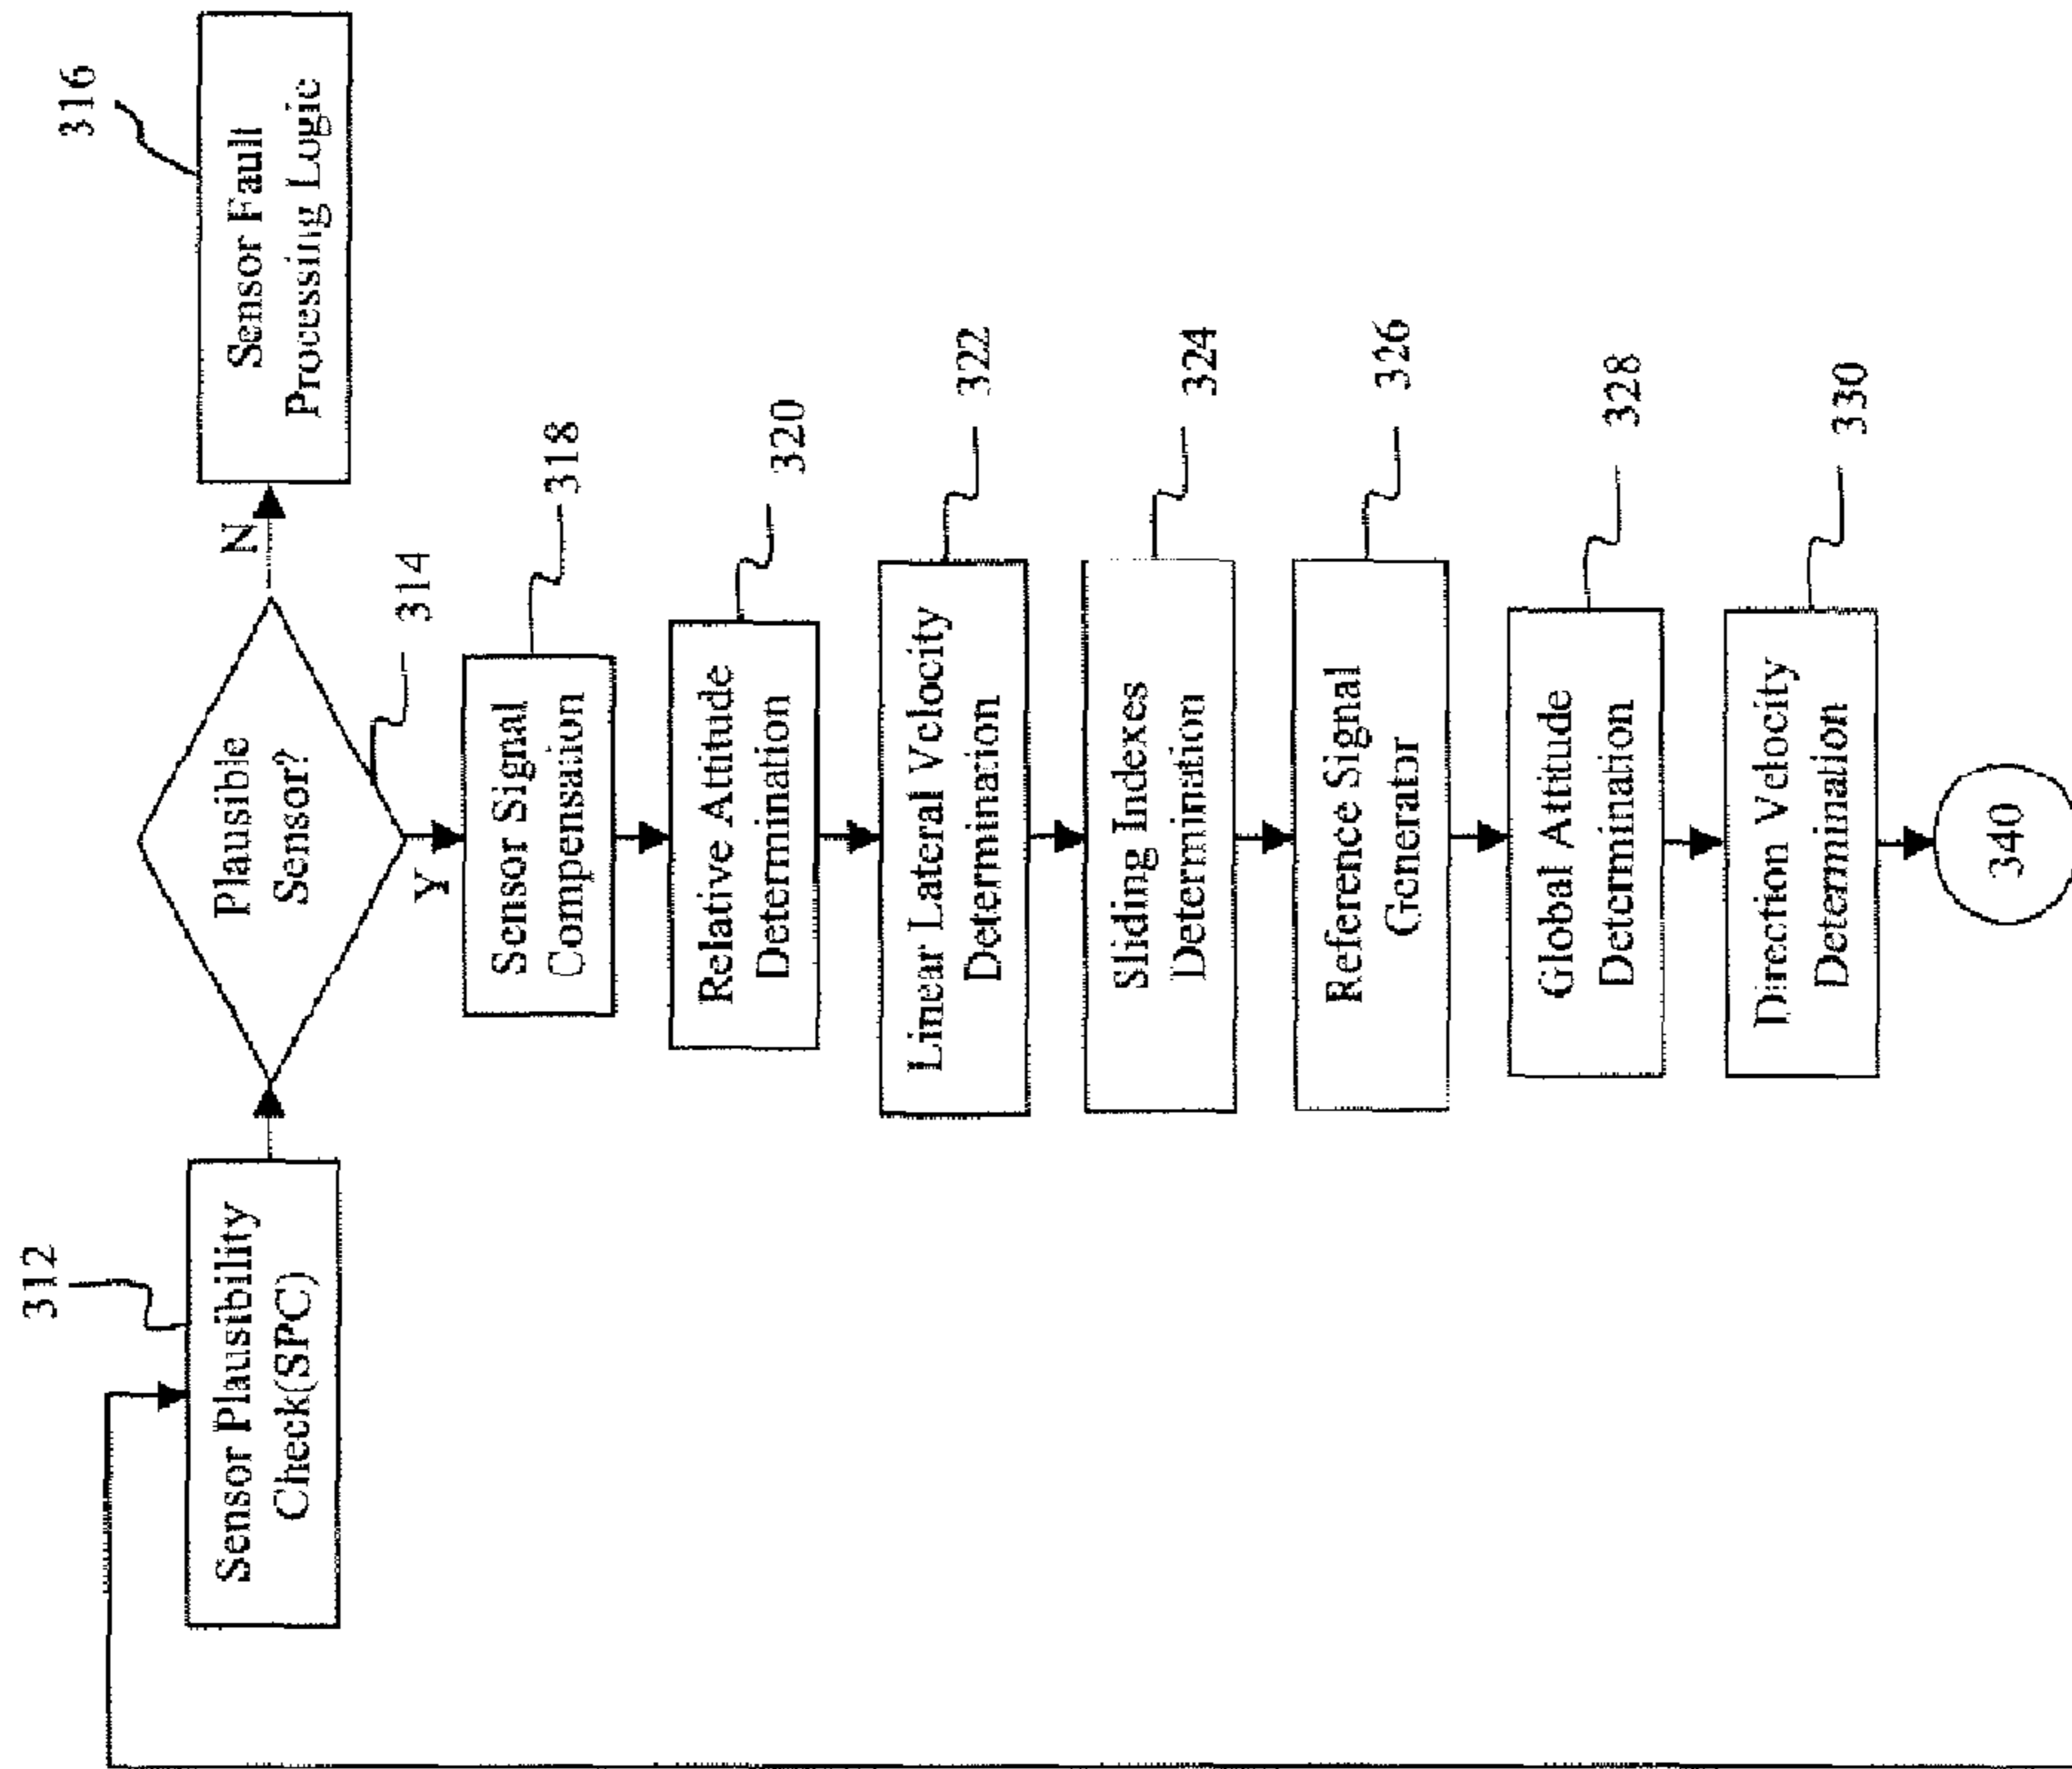 312
Sensor Plausibility
Check(SPC)
Plausible
Sensor?
314
N
316
Sensor Fault
Processing Logic
Y
Sensor Signal
Compensation
318
Relative Attitude
Determination
320
Linear Lateral Velocity
Determination
322
Sliding Indexes
Determination
324
Reference Signal
Generator
326
Global Attitude
Determination
328
Direction Velocity
Determination
330
340